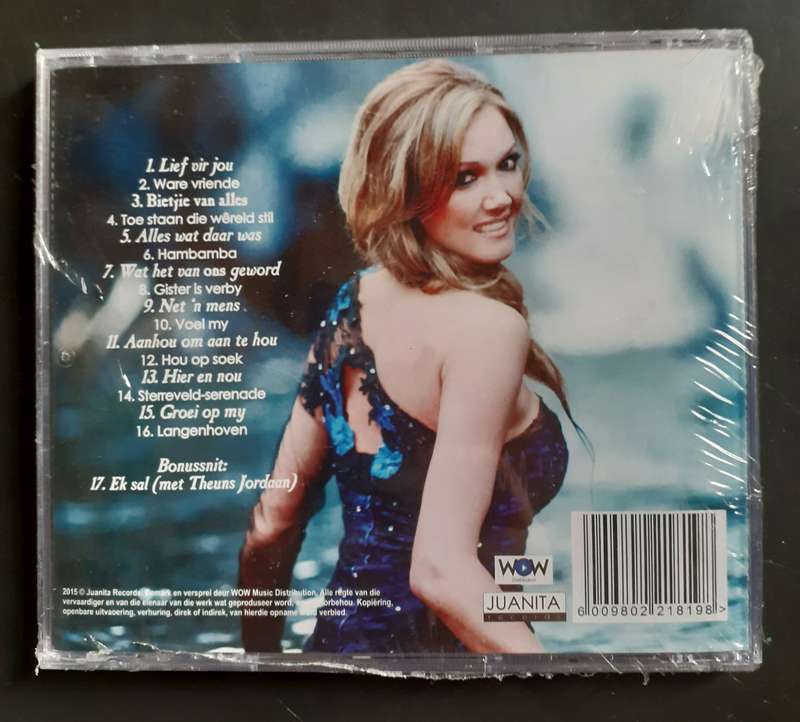 1. Lief vir jou
2. Ware vriende
3. Bietjie van alles
4. Toe staan die wêreld stil
5. Alles wat daar was
6. Hambamba
7. Wat het van ons geword
8. Gister is verby
9. Net 'n mens
10. Voel my
11. Aanhou om aan te hou
12. Hou op soek
13. Hier en nou
14. Sterreveld-serenade
15. Groei op my
16. Langenhoven
Bonussnit:
17. Ek sal (met Theuns Jordaan)
2015 © Juanita Records. Bemark en versprei deur WOW Music Distribution. Alle regte van die
vervaardiger en van die eienaar van die werk wat geproduseer word, voorbehou. Kopiëring,
openbare uitvoering, verhuring, direk of indirek, van hierdie opname word verbied.
WOW
JUANITA
records
6 009802 218198 >